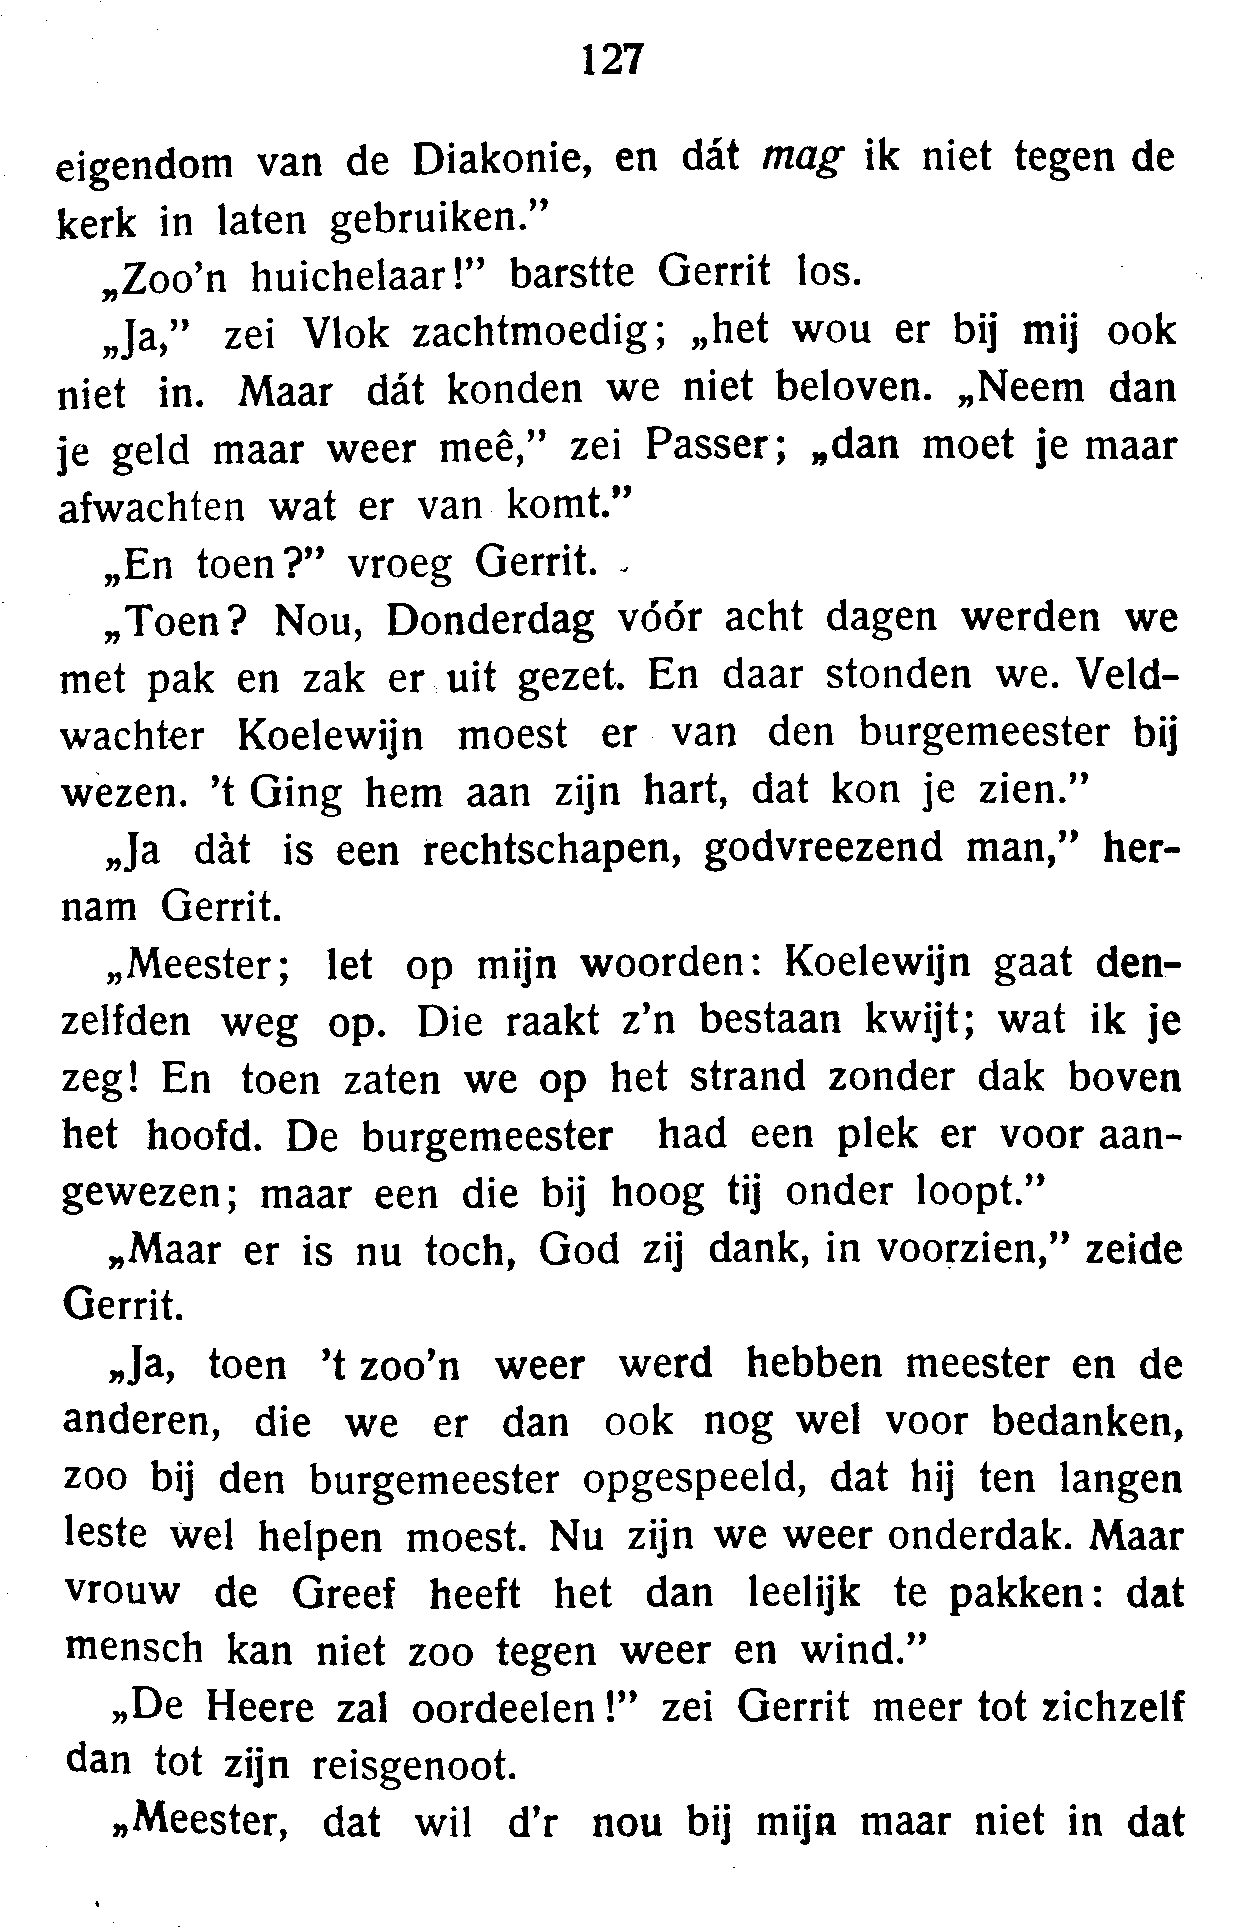 127
eigendom van de Diakonie, en dát mag ik niet tegen de
kerk in laten gebruiken.”
„Zoo’n huichelaar!” barstte Gerrit los.
„Ja,” zei Vlok zachtmoedig; „het wou er bij mij ook
niet in. Maar dát konden we niet beloven. „Neem dan
je geld maar weer meê,” zei Passer; „dan moet je maar
afwachten wat er van komt.”
„En toen?” vroeg Gerrit.
„Toen? Nou, Donderdag vóór acht dagen werden we
met pak en zak er uit gezet. En daar stonden we. Veld-
wachter Koelewijn moest er van den burgemeester bij
wezen. ’t Ging hem aan zijn hart, dat kon je zien.”
„Ja dàt is een rechtschapen, godvreezend man,” her-
nam Gerrit.
„Meester; let op mijn woorden: Koelewijn gaat den-
zelfden weg op. Die raakt z’n bestaan kwijt; wat ik je
zeg! En toen zaten we op het strand zonder dak boven
het hoofd. De burgemeester had een plek er voor aan-
gewezen; maar een die bij hoog tij onder loopt.”
„Maar er is nu toch, God zij dank, in voorzien,” zeide
Gerrit.
„Ja, toen ’t zoo’n weer werd hebben meester en de
anderen, die we er dan ook nog wel voor bedanken,
zoo bij den burgemeester opgespeeld, dat hij ten langen
leste wel helpen moest. Nu zijn we weer onderdak. Maar
vrouw de Greef heeft het dan leelijk te pakken: dat
mensch kan niet zoo tegen weer en wind.”
„De Heere zal oordeelen!” zei Gerrit meer tot zichzelf
dan tot zijn reisgenoot.
„Meester, dat wil d’r nou bij mijn maar niet in dat